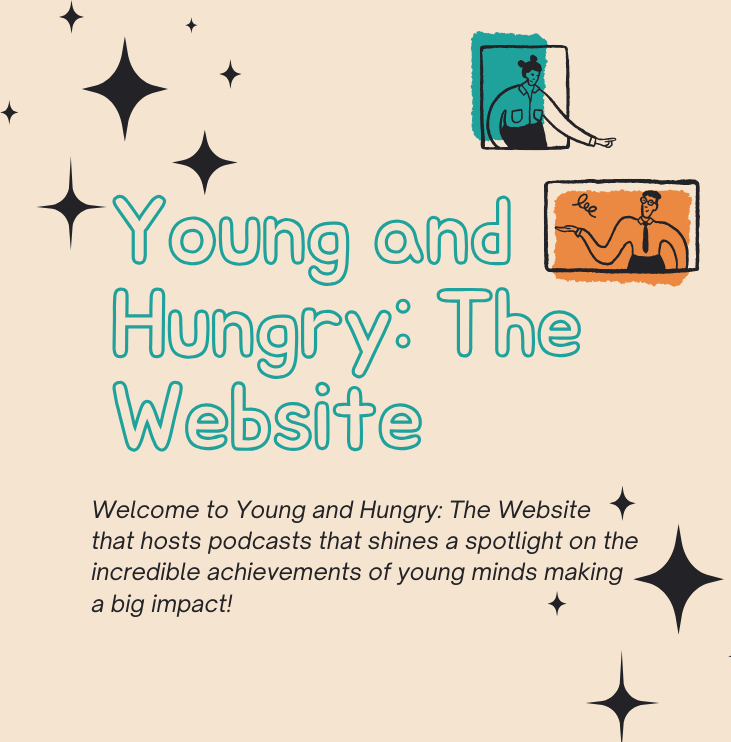 Young and
Hungry: The
Website
Welcome to Young and Hungry: The Website
that hosts podcasts that shines a spotlight on the
incredible achievements of young minds making
a big impact!